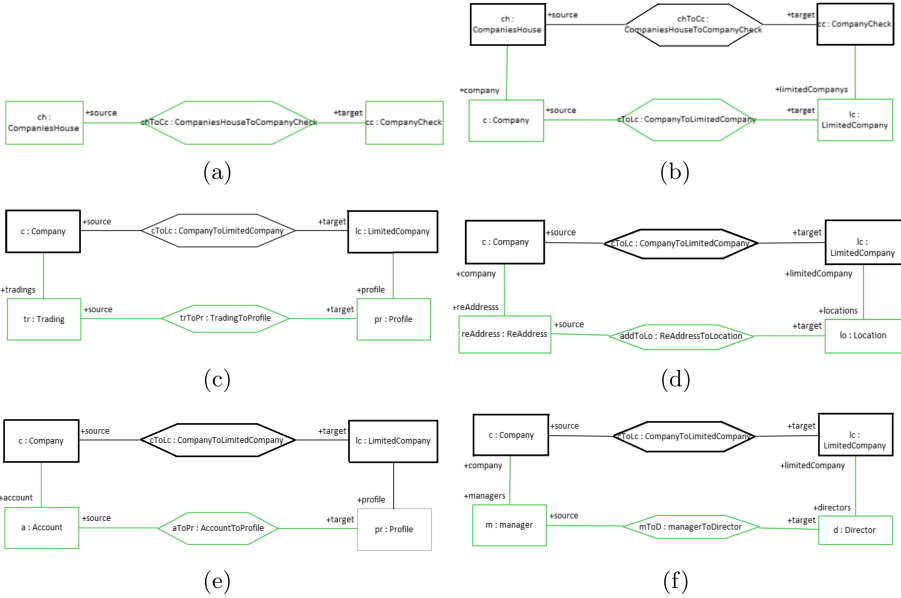 ch :
CompaniesHouse
+source
chToCc : CompaniesHouseToCompanyCheck
+target
cc : CompanyCheck
(a)
ch :
CompaniesHouse
+source
chToCc :
CompaniesHouseToCompanyCheck
+target
cc : CompanyCheck
+company
+limitedCompanys
c : Company
+source
cToLc : CompanyToLimitedCompany
+target
lc :
LimitedCompany
(b)
c : Company
+source
cToLc : CompanyToLimitedCompany
+target
lc : LimitedCompany
+tradings
+profile
tr : Trading
+source
trToPr : TradingToProfile
+target
pr : Profile
(c)
c : Company
+source
cToLc : CompanyToLimitedCompany
+target
lc :
LimitedCompany
+company
+limitedCompany
+reAddresss
+locations
reAddress : ReAddress
+source
addToLo : ReAddressToLocation
+target
lo : Location
(d)
c : Company
+source
cToLc : CompanyToLimitedCompany
+target
lc : LimitedCompany
+account
+profile
a : Account
+source
aToPr : AccountToProfile
+target
pr : Profile
(e)
c : Company
+source
cToLc : CompanyToLimitedCompany
+target
lc :
LimitedCompany
+company
+limitedCompany
+managers
+directors
m : manager
+source
mToD : managerToDirector
+target
d : Director
(f)